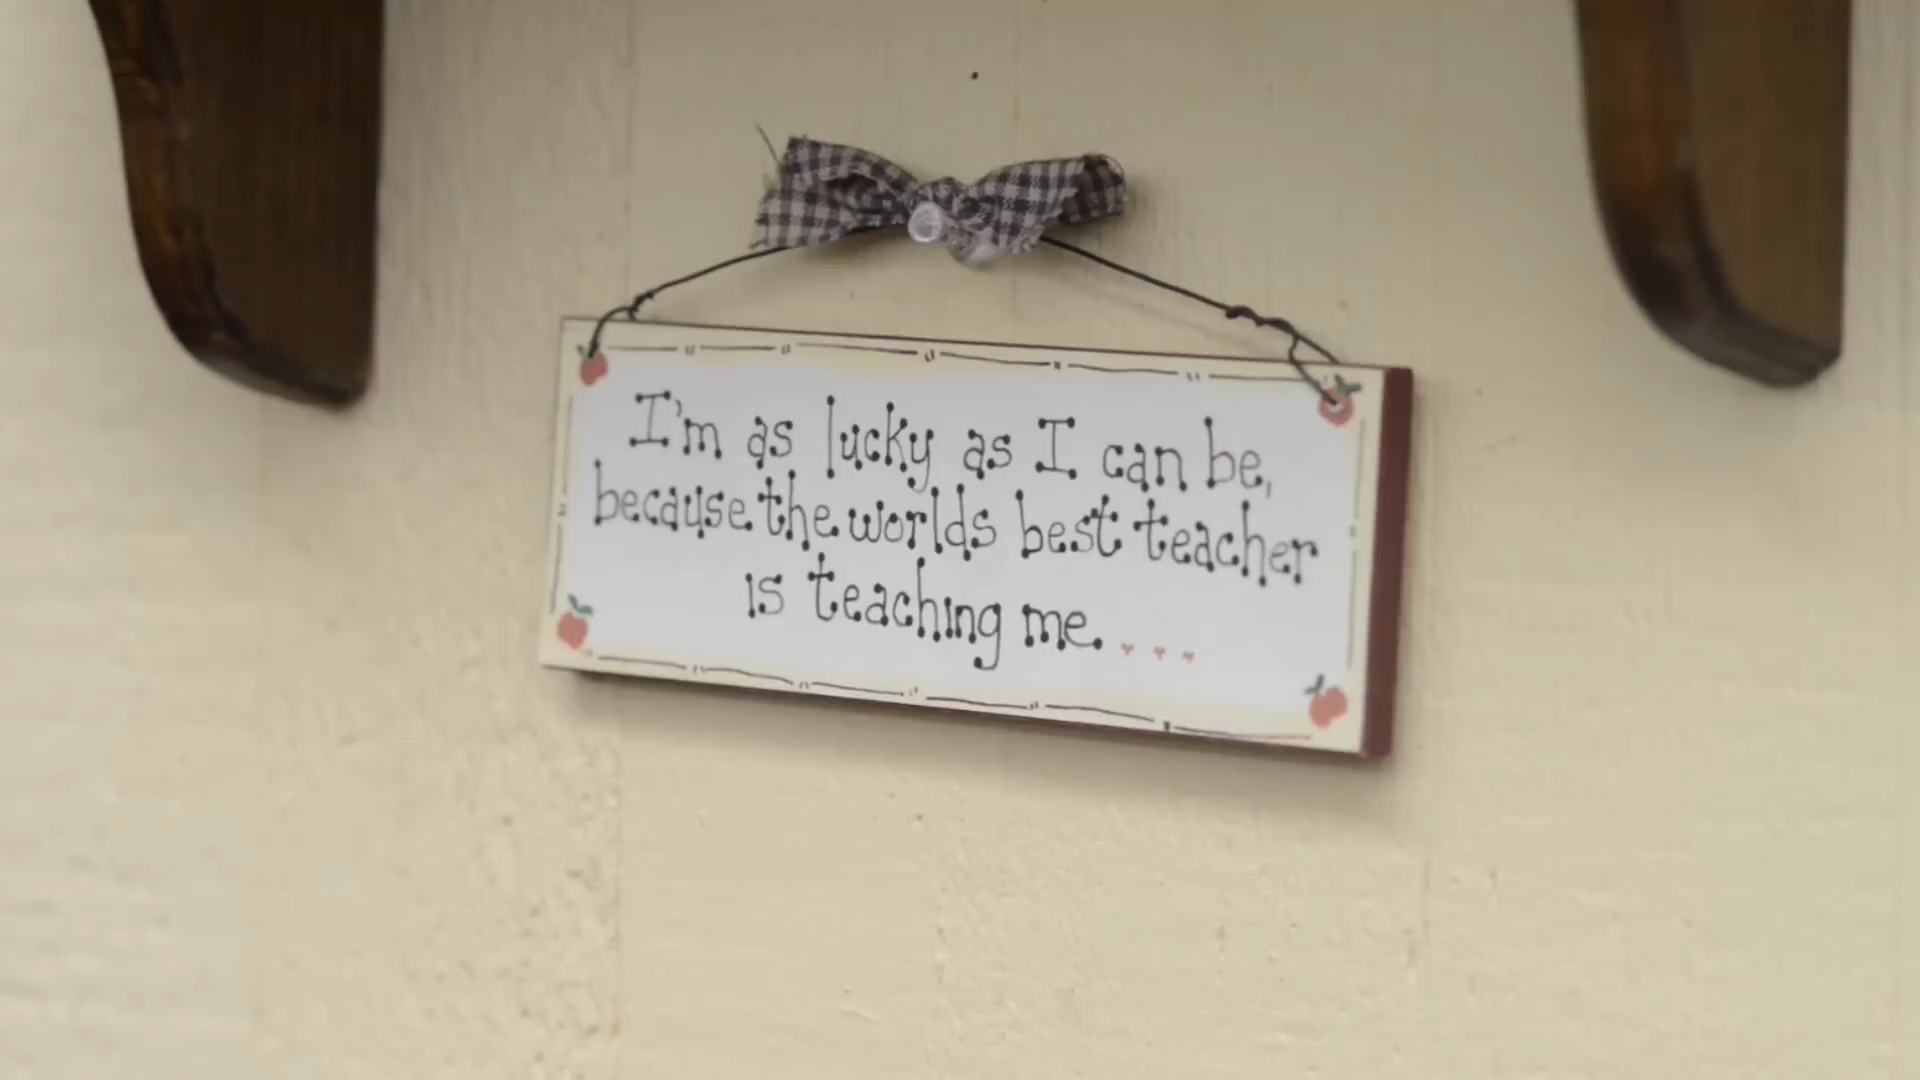 I'm as lucky as I can be,
because the worlds best teacher
is teaching me...